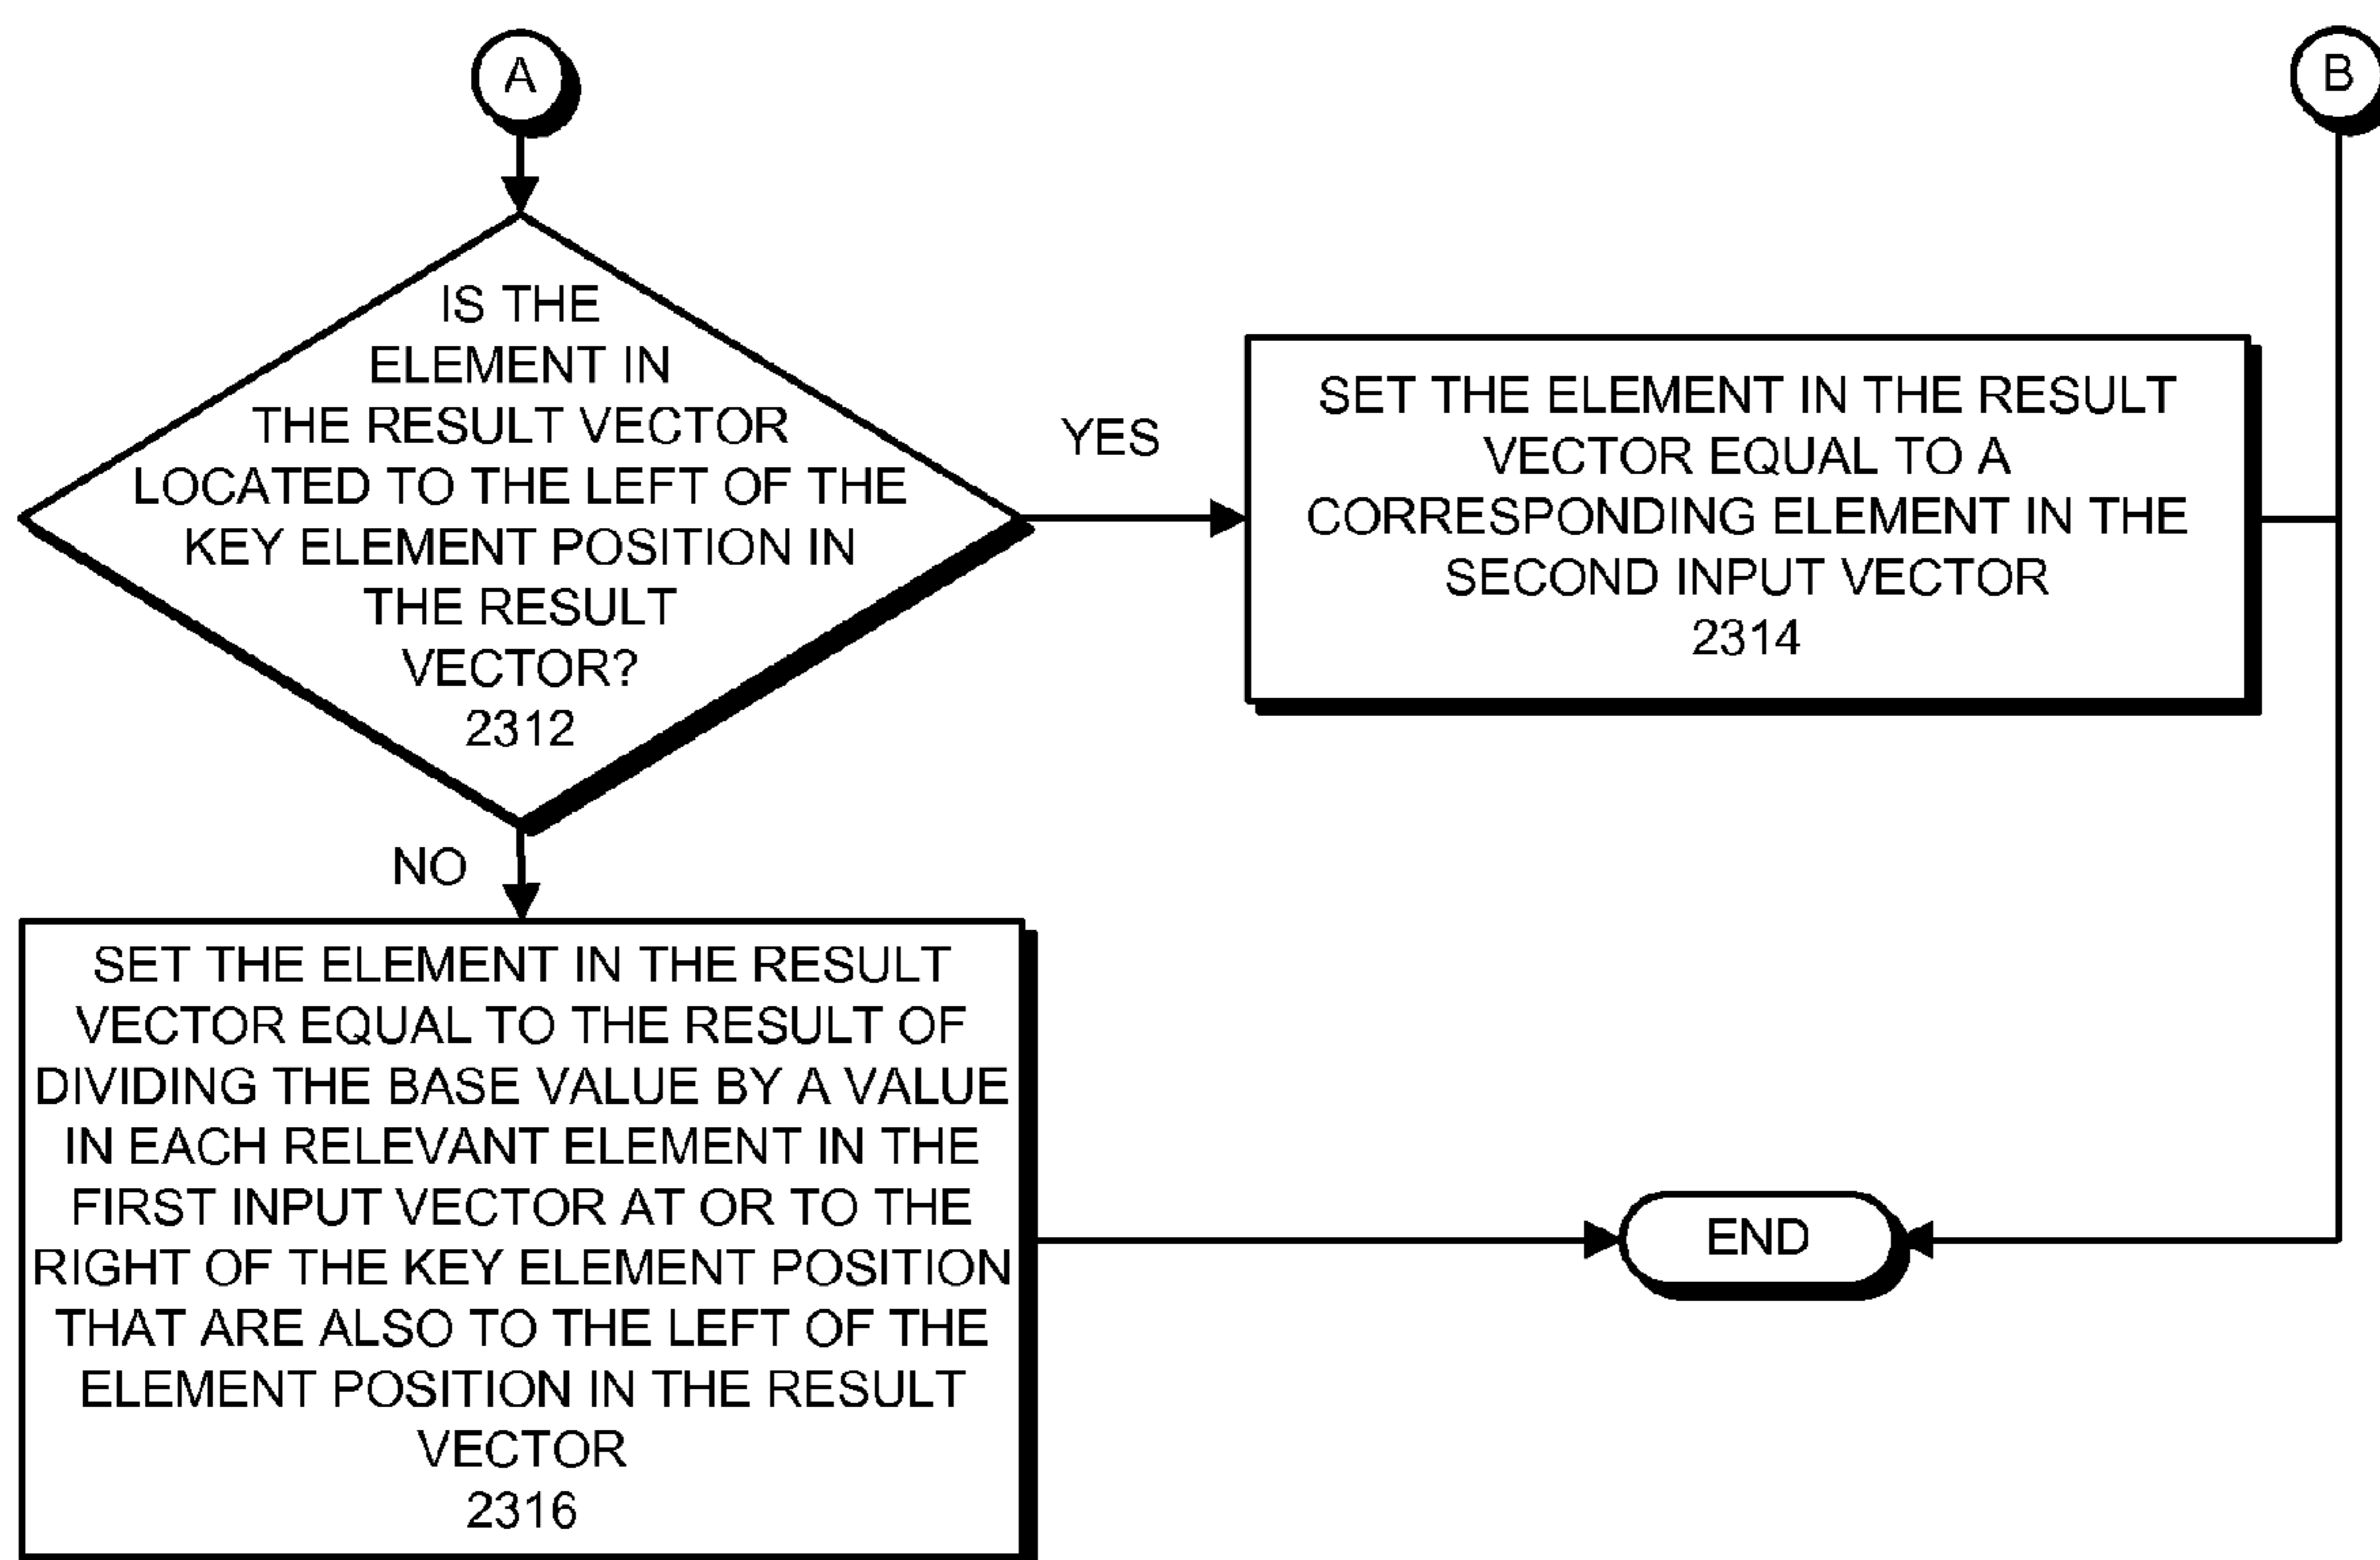 A
B
IS THE
ELEMENT IN
THE RESULT VECTOR
LOCATED TO THE LEFT OF THE
KEY ELEMENT POSITION IN
THE RESULT
VECTOR?
2312
YES
SET THE ELEMENT IN THE RESULT
VECTOR EQUAL TO A
CORRESPONDING ELEMENT IN THE
SECOND INPUT VECTOR
2314
NO
SET THE ELEMENT IN THE RESULT
VECTOR EQUAL TO THE RESULT OF
DIVIDING THE BASE VALUE BY A VALUE
IN EACH RELEVANT ELEMENT IN THE
FIRST INPUT VECTOR AT OR TO THE
RIGHT OF THE KEY ELEMENT POSITION
THAT ARE ALSO TO THE LEFT OF THE
ELEMENT POSITION IN THE RESULT
VECTOR
2316
END